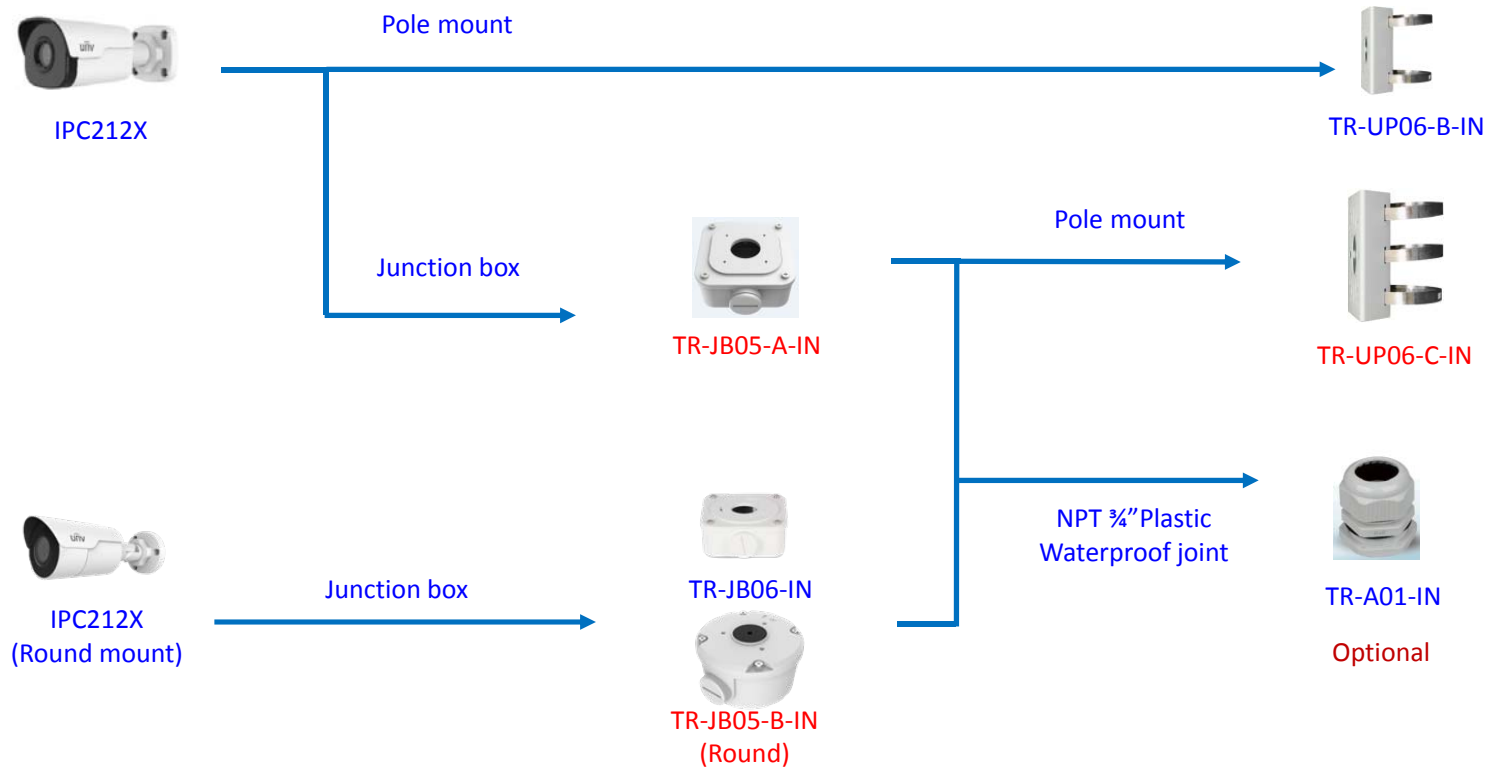 Pole mount
unv
IPC212X
TR-UP06-B-IN
Pole mount
Junction box
TR-JB05-A-IN
TR-UP06-C-IN
NPT ¾”Plastic
Waterproof joint
unv
Junction box
TR-JB06-IN
TR-A01-IN
IPC212X
(Round mount)
Optional
TR-JB05-B-IN
(Round)